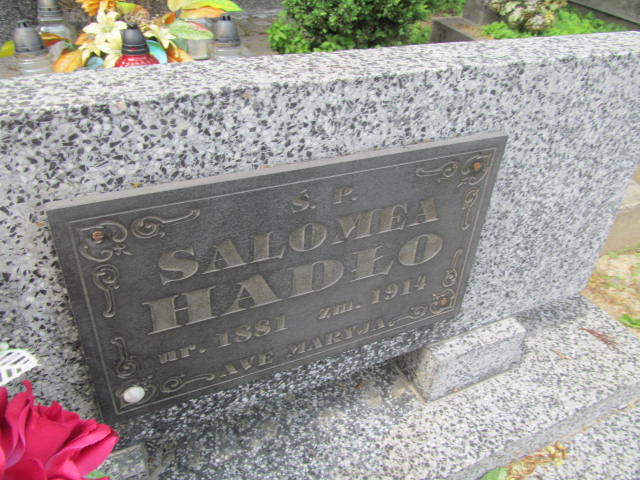 Ś. P.
SALOMEA
HADŁO
ur. 1881 zm. 1914
AVE MARYJA